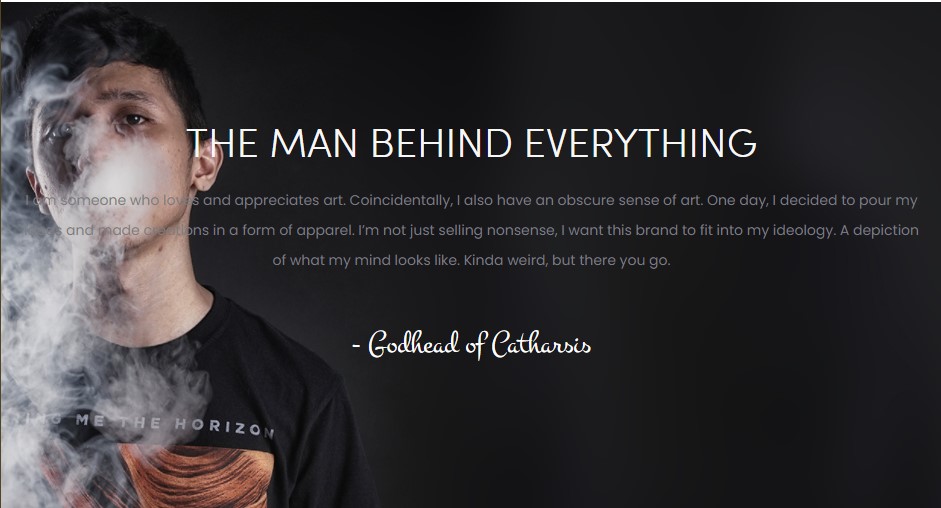 THE MAN BEHIND EVERYTHING
I am someone who loves and appreciates art. Coincidentally, I also have an obscure sense of art. One day, I decided to pour my
and made creations in a form of apparel. I’m not just selling nonsense, I want this brand to fit into my ideology. A depiction
of what my mind looks like. Kinda weird, but there you go.
- Godhead of Catharsis
ME THE HORIZON